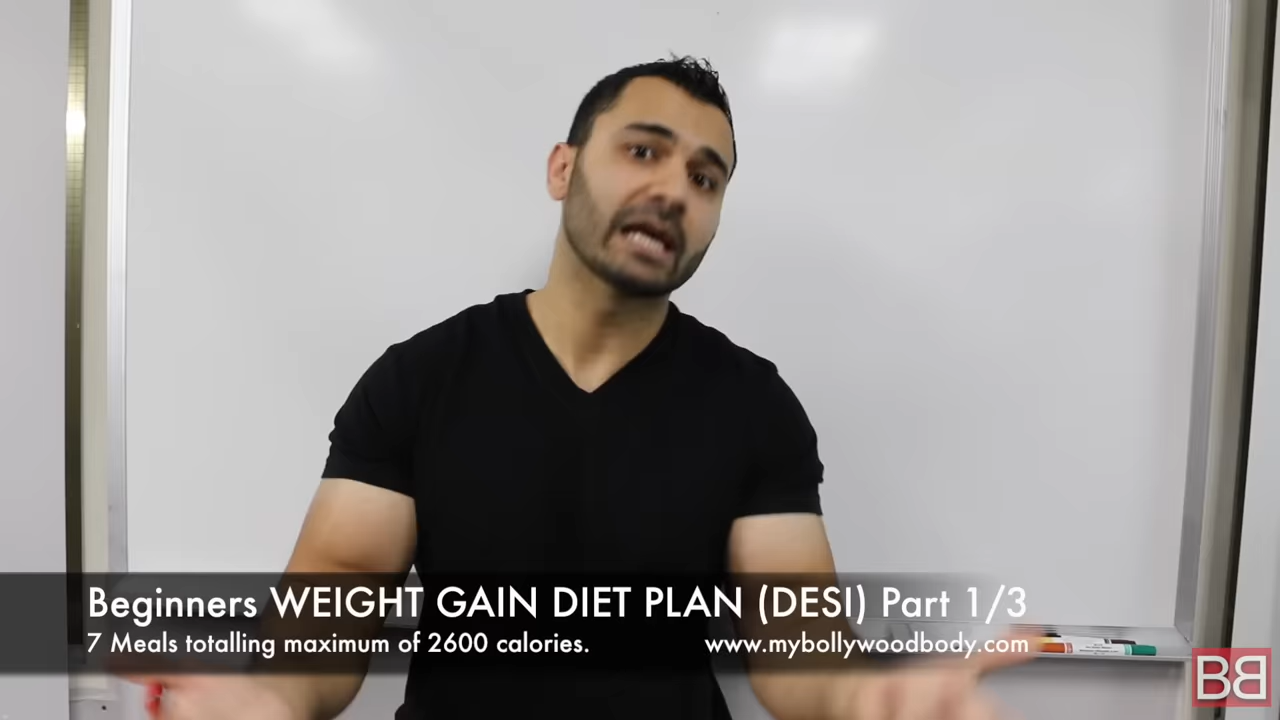 Beginners WEIGHT GAIN DIET PLAN (DESI) Part 1/3
7 Meals totalling maximum of 2600 calories. www.mybollywoodbody.com
BB